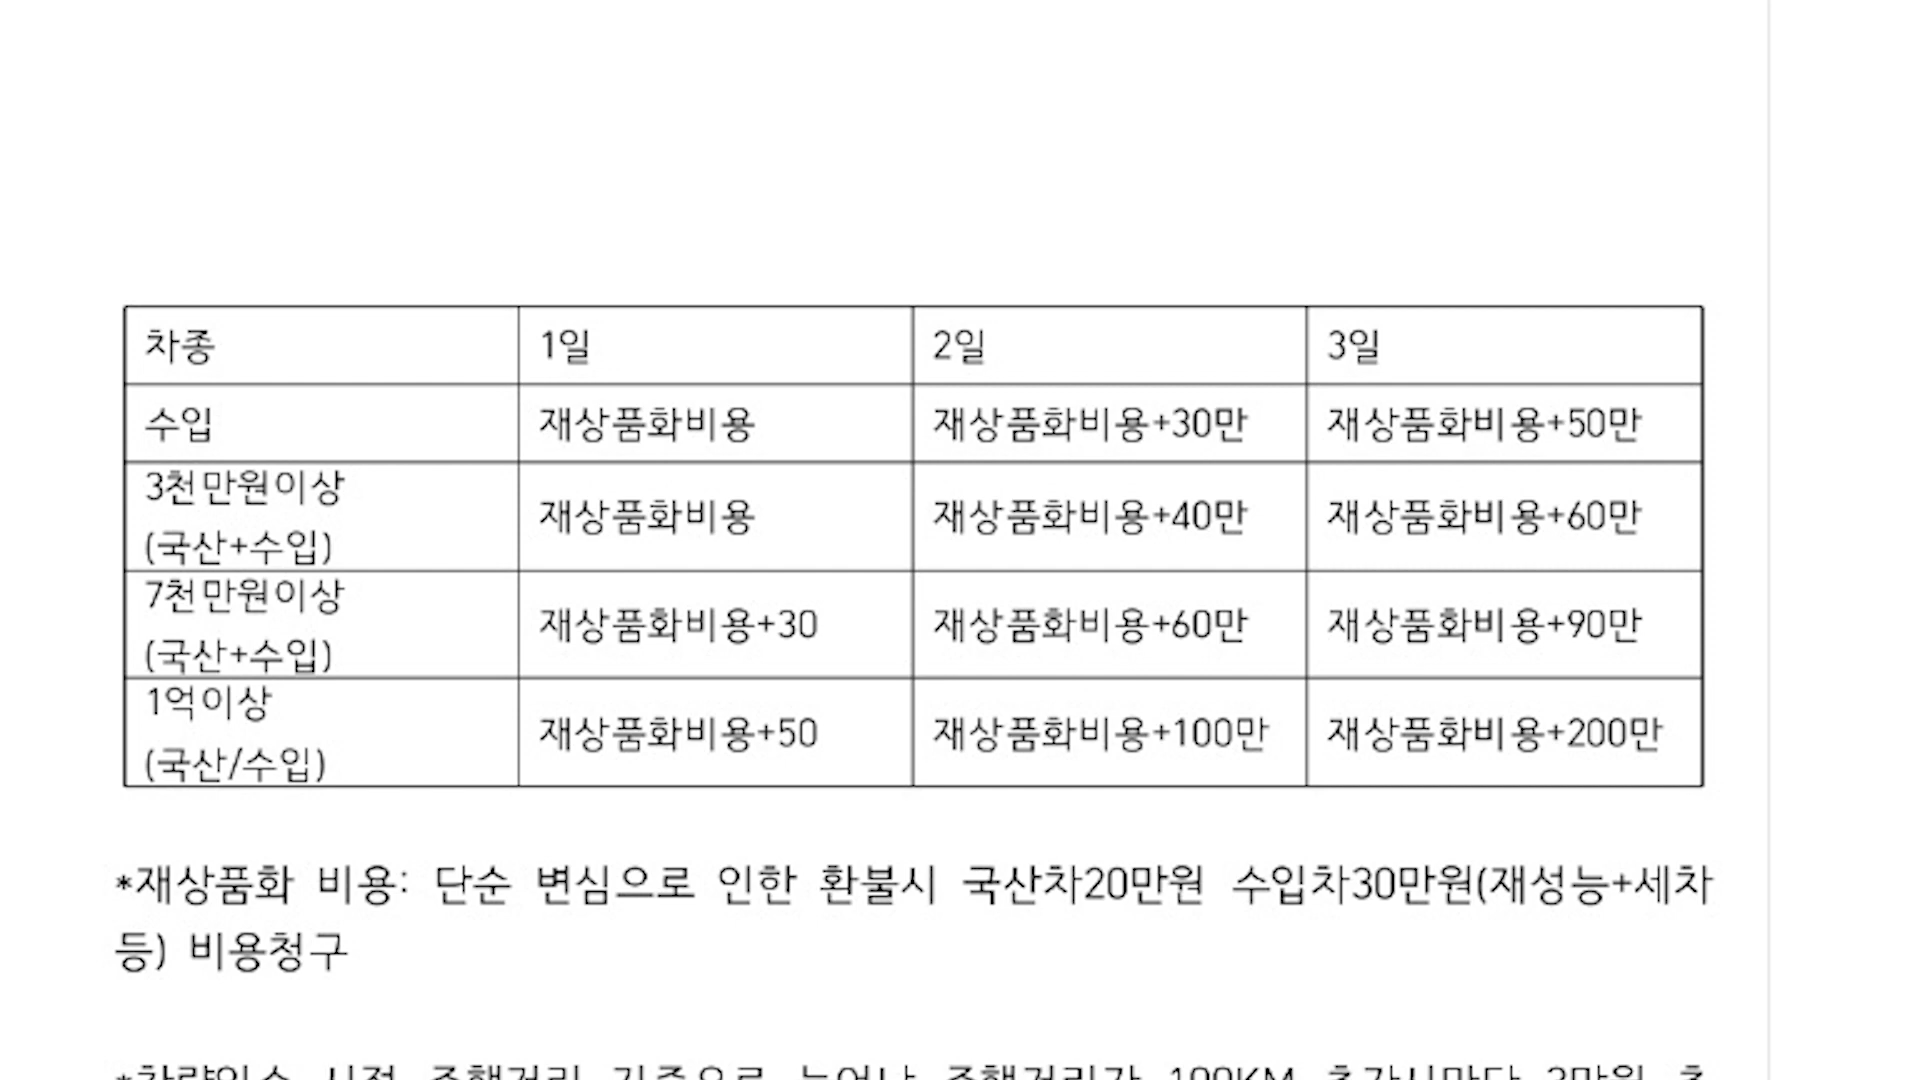 차종 1일 2일 3일
수입 재상품화비용 재상품화비용+30만 재상품화비용+50만
3천만원이상
(국산+수입) 재상품화비용 재상품화비용+40만 재상품화비용+60만
7천만원이상
(국산+수입) 재상품화비용+30 재상품화비용+60만 재상품화비용+90만
1억이상
(국산/수입) 재상품화비용+50 재상품화비용+100만 재상품화비용+200만
*재상품화 비용: 단순 변심으로 인한 환불시 국산차20만원 수입차30만원(재성능+세차
등) 비용청구